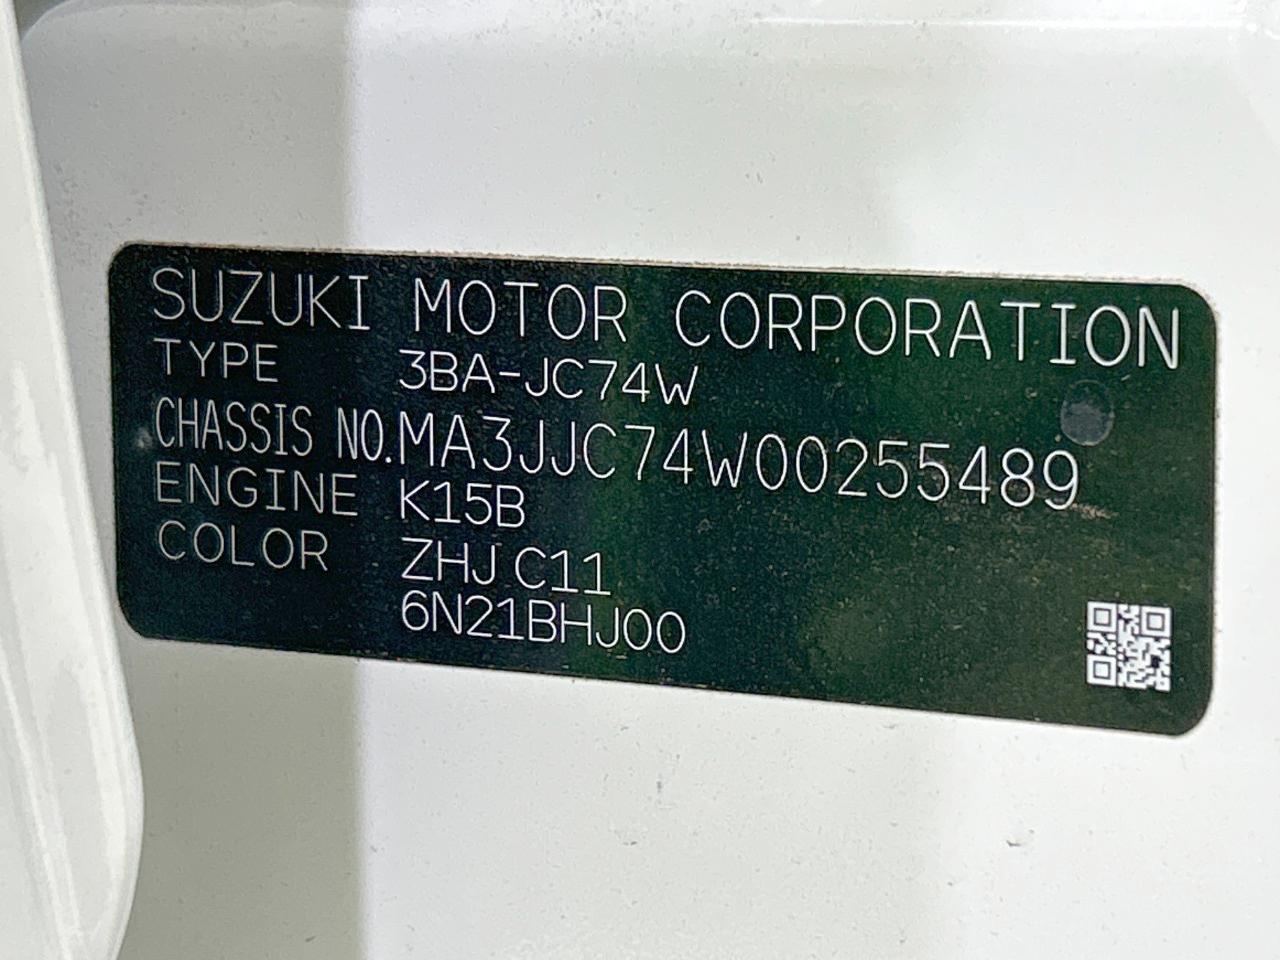 SUZUKI MOTOR CORPORATION
TYPE 3BA-JC74W
CHASSIS NO. MA3JJC74W00255489
ENGINE K15B
COLOR ZHJ C11
6N21BHJ00